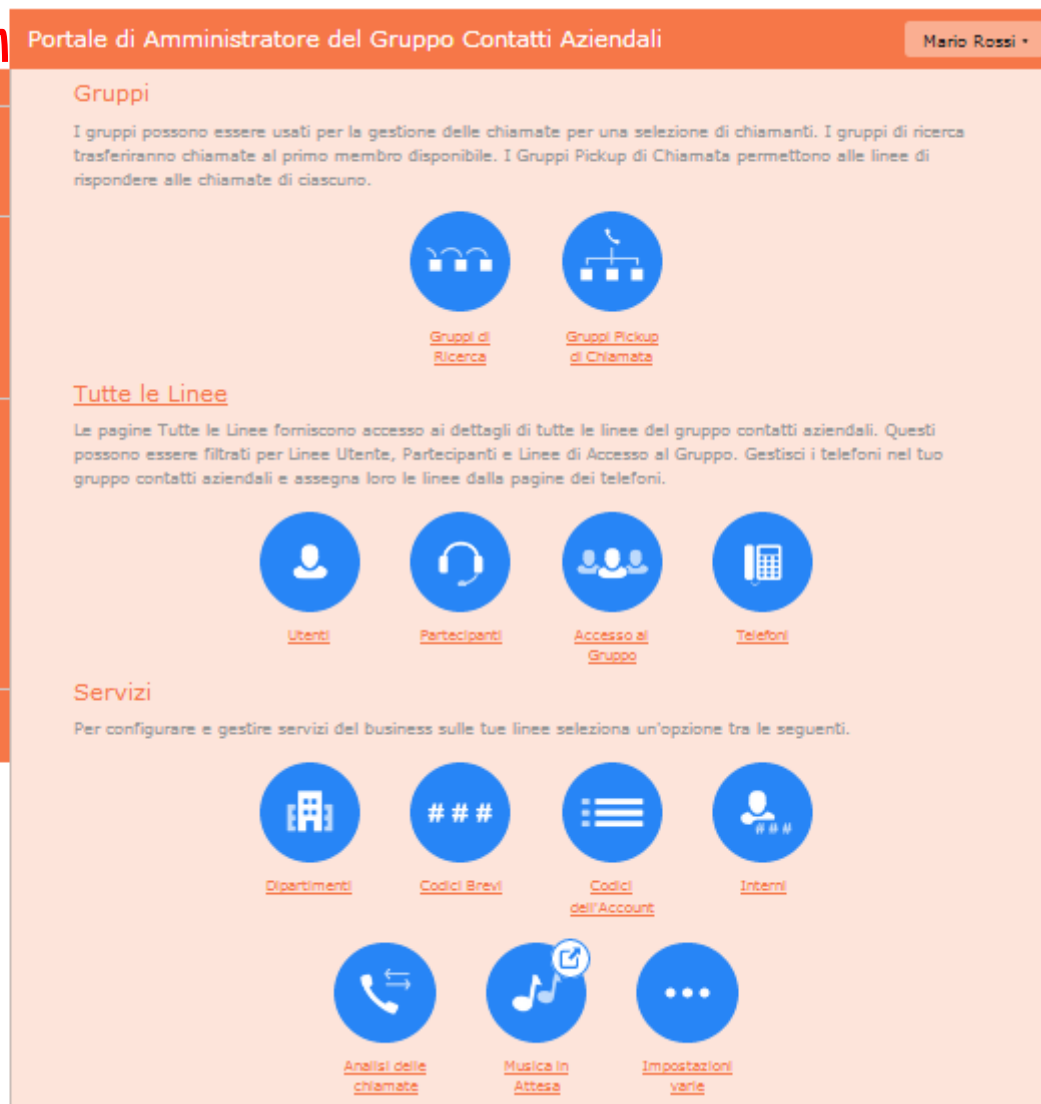 Portale di Amministratore del Gruppo Contatti Aziendali
Mario Rossi
Gruppi
I gruppi possono essere usati per la gestione delle chiamate per una selezione di chiamanti. I gruppi di ricerca
trasferiranno chiamate al primo membro disponibile. I Gruppi Pickup di Chiamata permettono alle linee di
rispondere alle chiamate di ciascuno.
Gruppi di
Ricerca
Gruppi Pickup
di Chiamata
Tutte le Linee
Le pagine Tutte le Linee forniscono accesso ai dettagli di tutte le linee del gruppo contatti aziendali. Questi
possono essere filtrati per Linee Utente, Partecipanti e Linee di Accesso al Gruppo. Gestisci i telefoni nel tuo
gruppo contatti aziendali e assegna loro le linee dalla pagine dei telefoni.
Utenti
Partecipanti
Accesso al
Gruppo
Telefoni
Servizi
Per configurare e gestire servizi del business sulle tue linee seleziona un'opzione tra le seguenti.
###
###
Dipartimenti
Codici Brevi
Codici
dell'Account
Interni
Analisi delle
chiamate
Musica in
Attesa
Impostazioni
varie